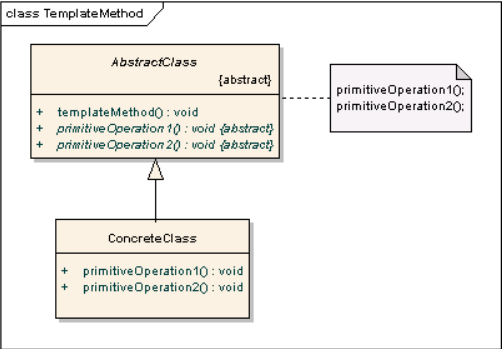 class TemplateMethod
AbstractClass
{abstract}
+ templateMethod() : void
+ primitiveOperation1() : void {abstract}
+ primitiveOperation2() : void {abstract}
primitiveOperation1();
primitiveOperation2();
ConcreteClass
+ primitiveOperation1() : void
+ primitiveOperation2() : void